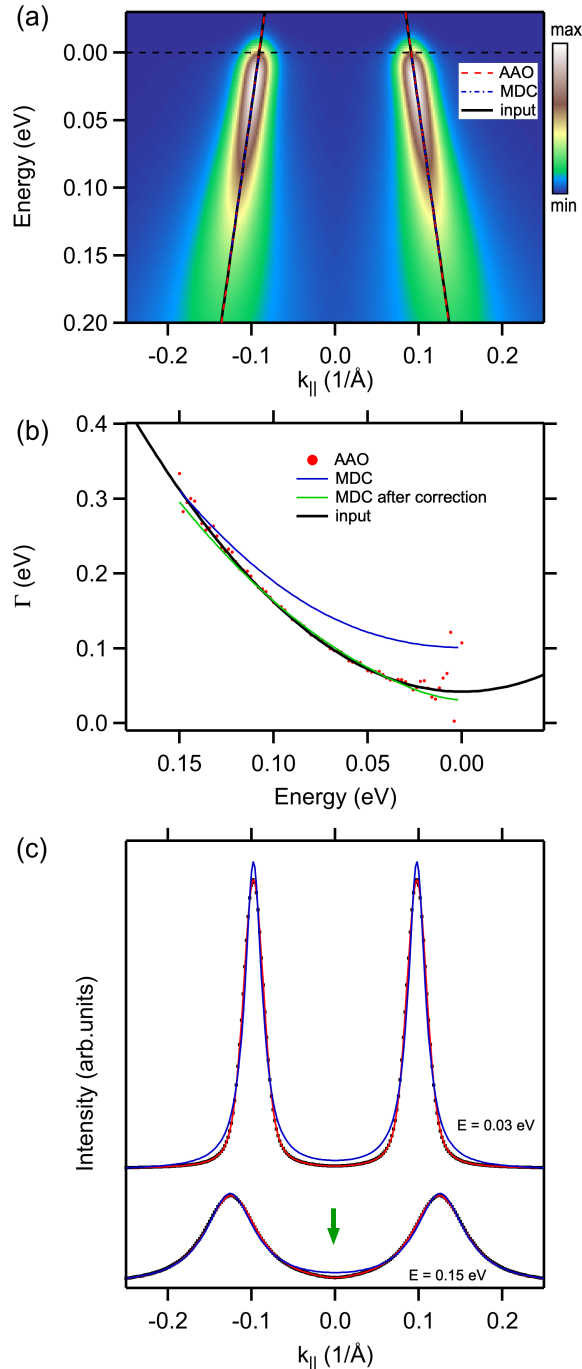 (a)
0.00
0.05
0.10
0.15
0.20
Energy (eV)
AAO
MDC
input
max
min
-0.2 -0.1 0.0 0.1 0.2
k|| (1/Å)
(b)
0.4
0.3
0.2
0.1
0.0
Γ (eV)
AAO
MDC
MDC after correction
input
0.15 0.10 0.05 0.00
Energy (eV)
(c)
Intensity (arb.units)
E = 0.03 eV
E = 0.15 eV
-0.2 -0.1 0.0 0.1 0.2
k|| (1/Å)